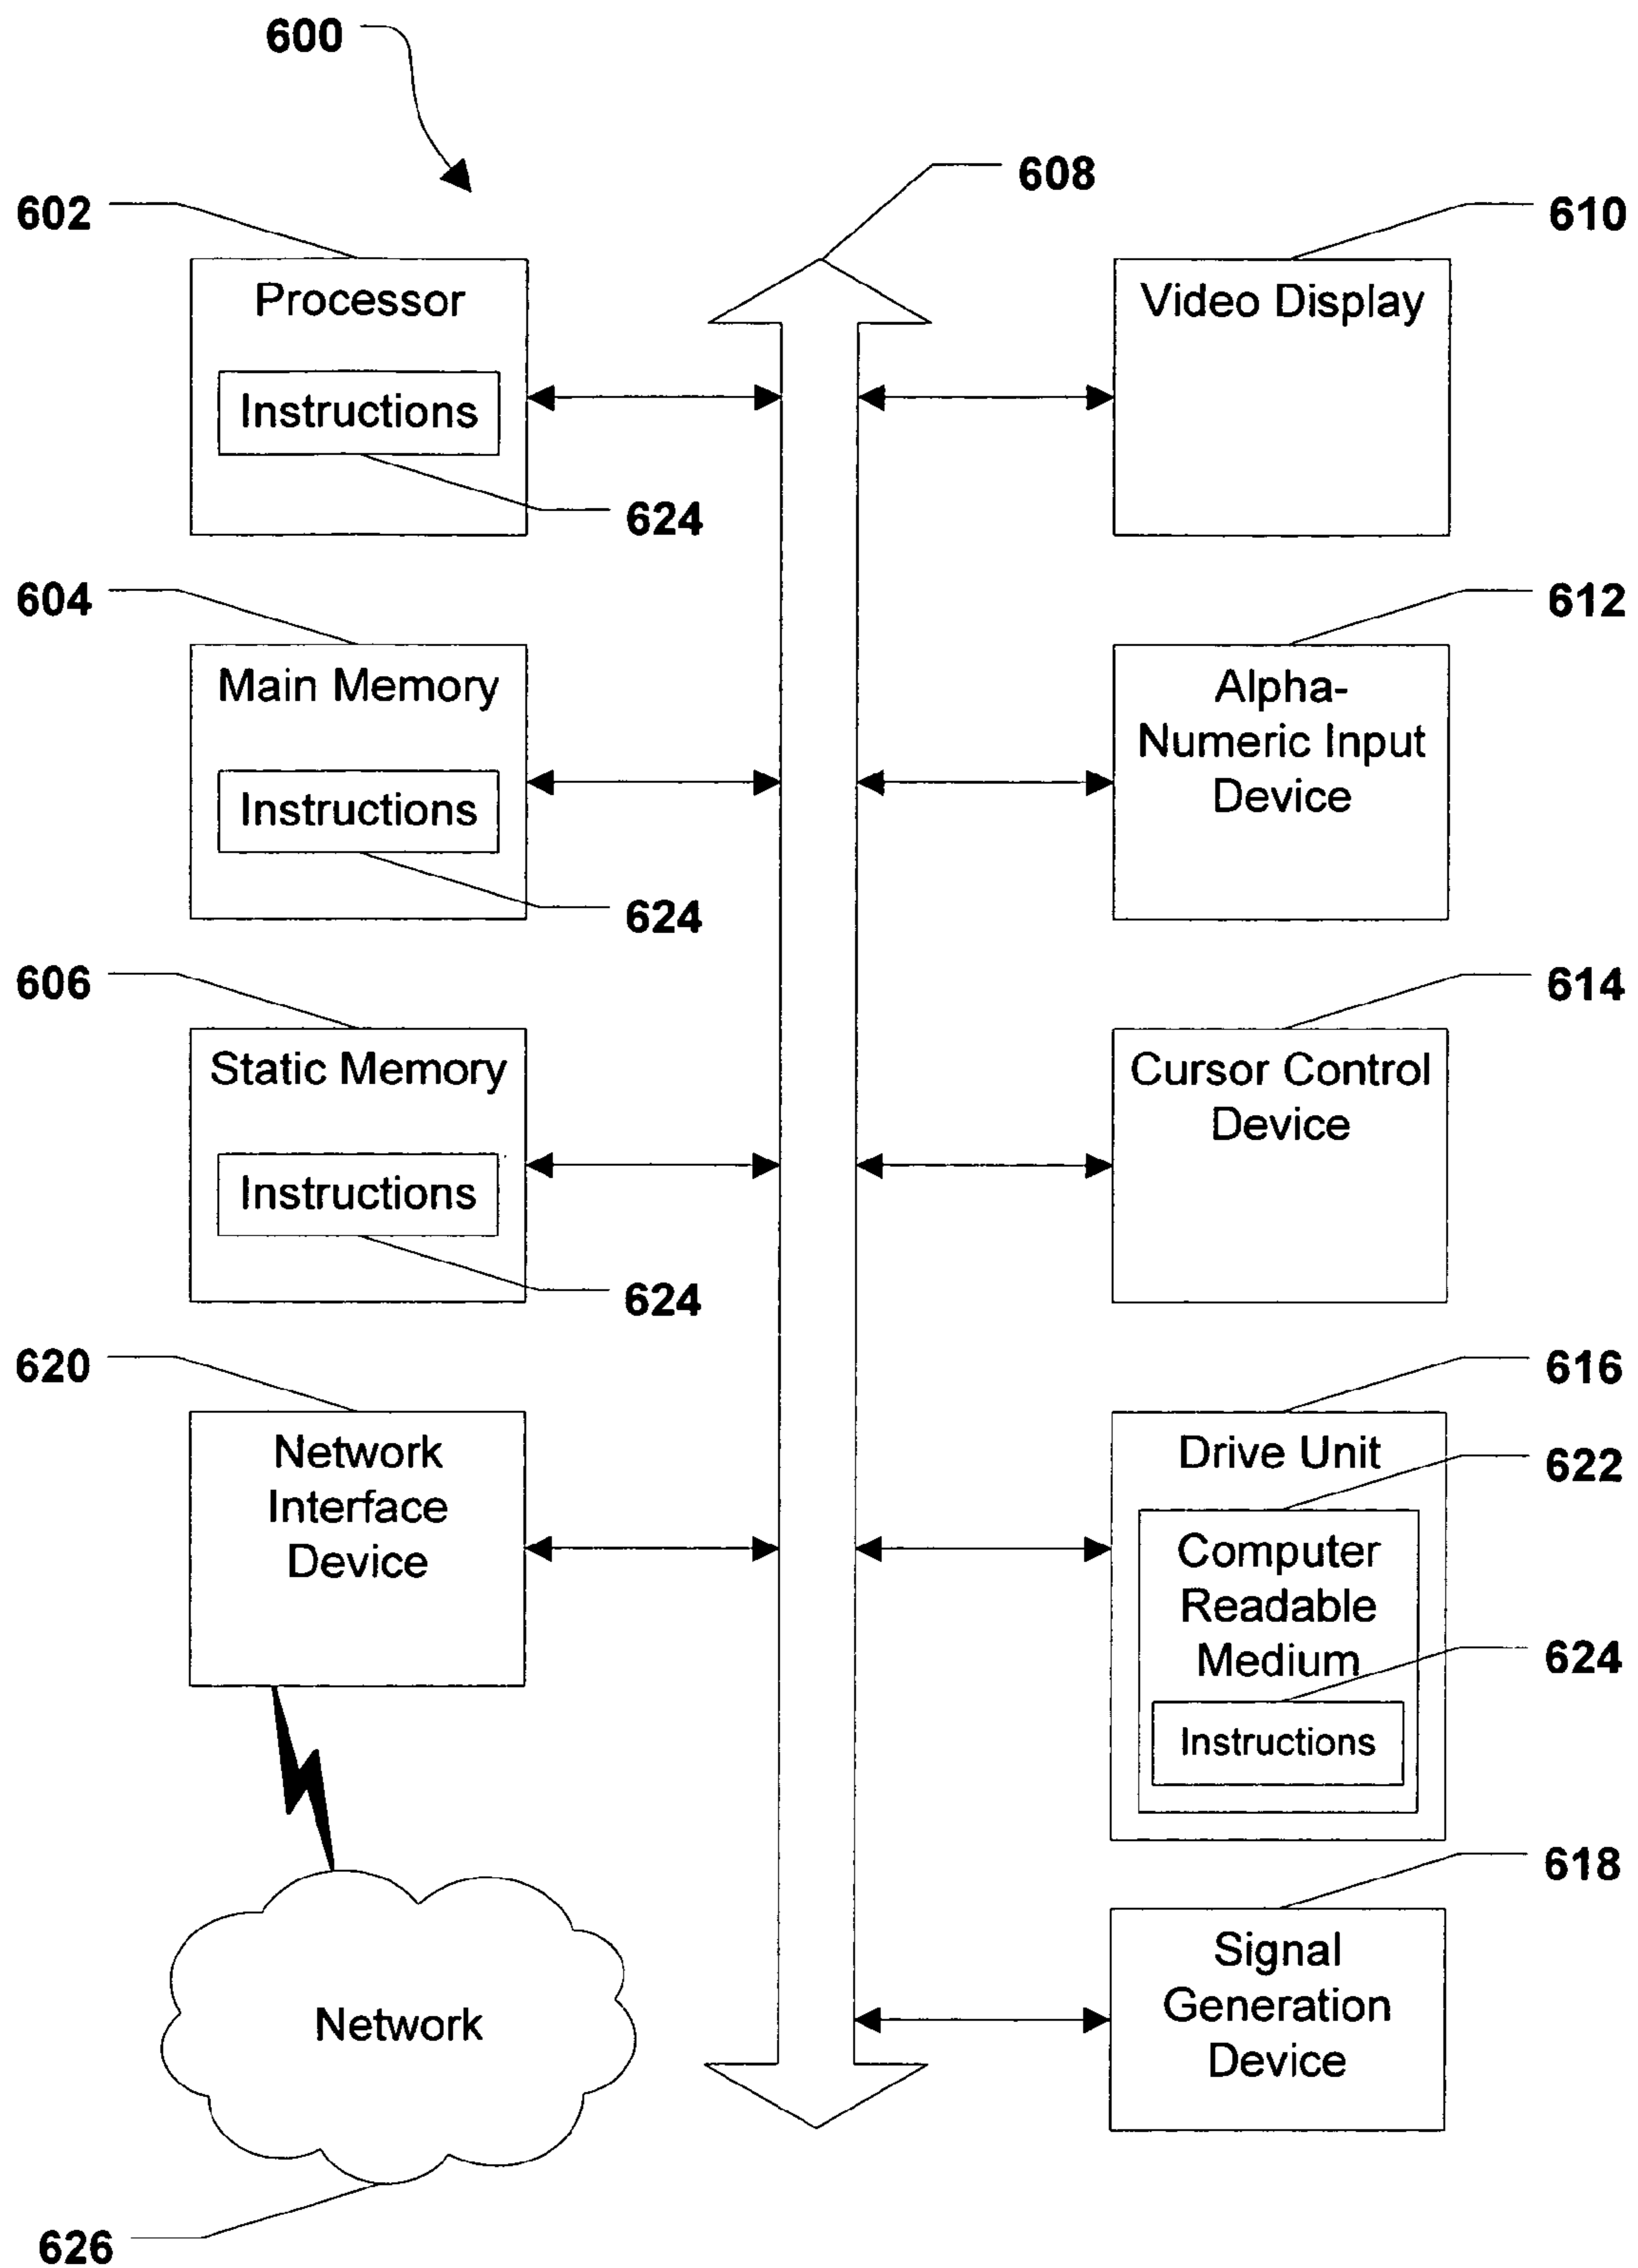 600
608
602
610
Processor
Instructions
624
Video Display
604
612
Main Memory
Instructions
624
Alpha-
Numeric Input
Device
606
614
Static Memory
Instructions
624
Cursor Control
Device
620
616
Network
Interface
Device
Drive Unit
622
Computer
Readable
Medium
624
Instructions
618
Signal
Generation
Device
Network
626